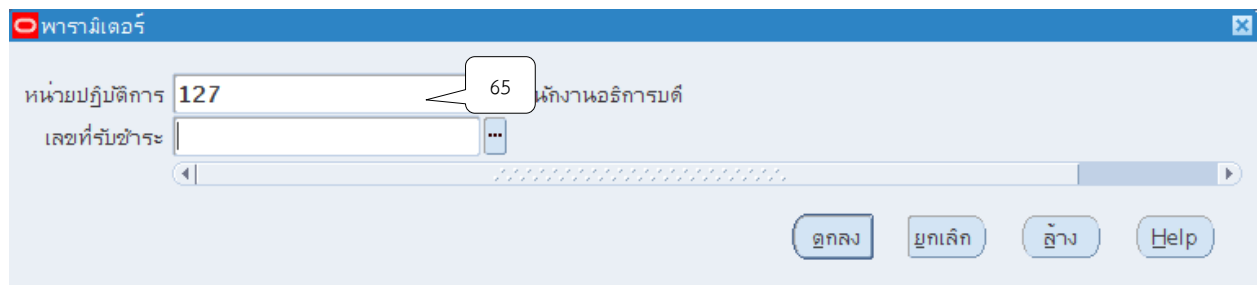 พารามิเตอร์
หน่วยปฏิบัติการ 127 65 นักงานอธิการบดี
เลขที่รับชำระ ...
ตกลง ยกเลิก ล้าง Help